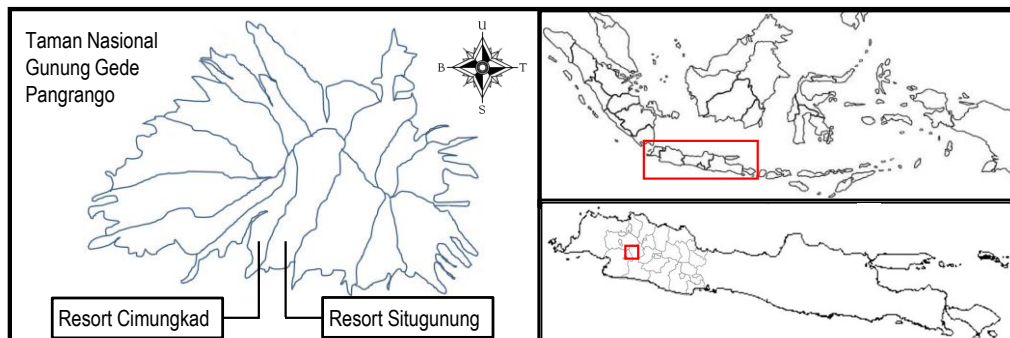 Taman Nasional
Gunung Gede
Pangrango
U
B
T
S
Resort Cimungkad
Resort Situgunung